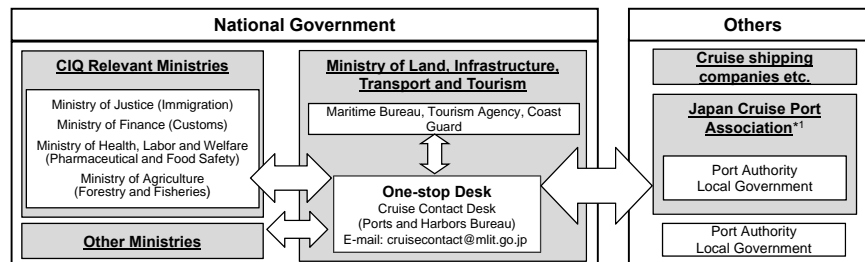 National Government
CIQ Relevant Ministries
Ministry of Justice (Immigration)
Ministry of Finance (Customs)
Ministry of Health, Labor and Welfare
(Pharmaceutical and Food Safety)
Ministry of Agriculture
(Forestry and Fisheries)
Other Ministries
Ministry of Land, Infrastructure,
Transport and Tourism
Maritime Bureau, Tourism Agency, Coast
Guard
One-stop Desk
Cruise Contact Desk
(Ports and Harbors Bureau)
E-mail: cruisecontact@mlit.go.jp
Others
Cruise shipping
companies etc.
Japan Cruise Port
Association*1
Port Authority
Local Government
Port Authority
Local Government